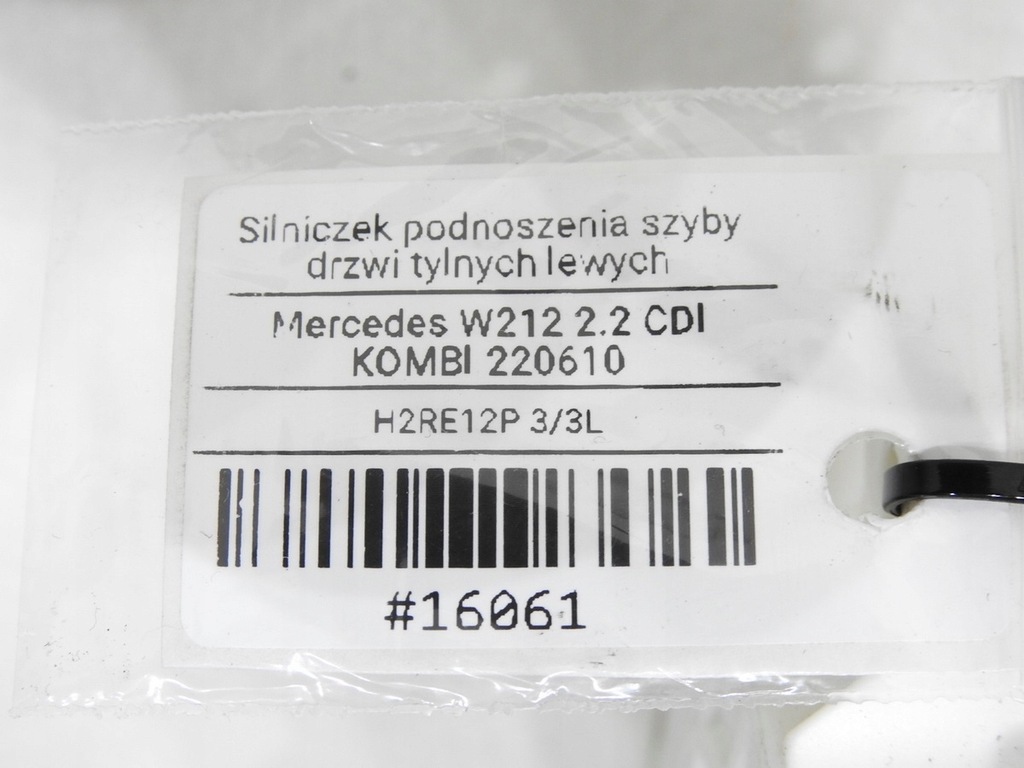 Silniczek podnoszenia szyby
drzwi tylnych lewych
Mercedes W212 2.2 CDI
KOMBI 220610
H2RE12P 3/3L
#16061